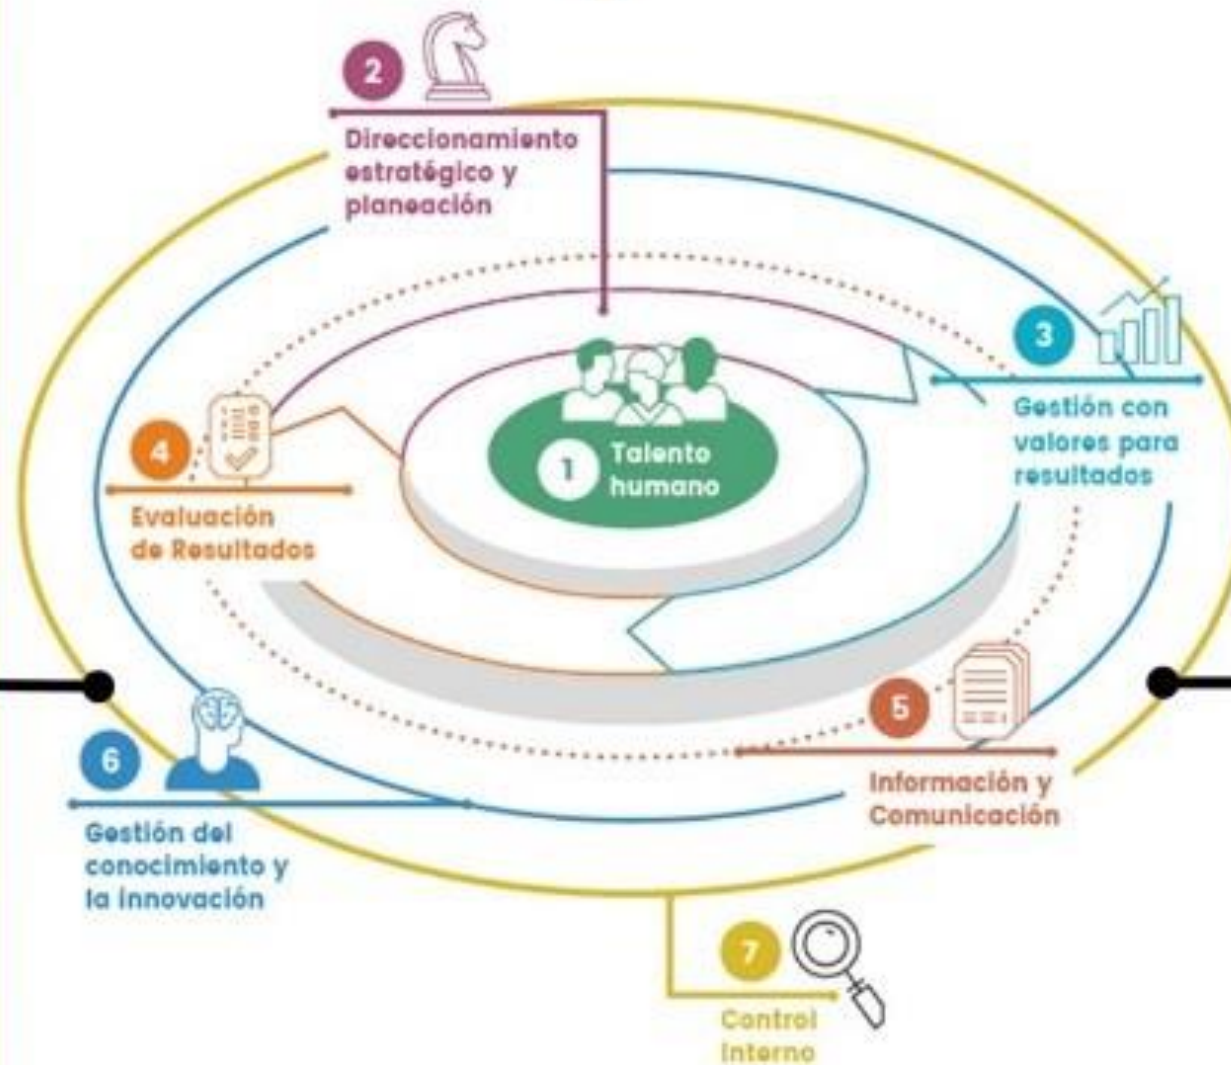 2
Direccionamiento
estratégico y
planeación
3
Gestión con
valores para
resultados
1
Talento
humano
4
Evaluación
de Resultados
5
Información y
Comunicación
6
Gestión del
conocimiento y
la innovación
7
Control
Interno